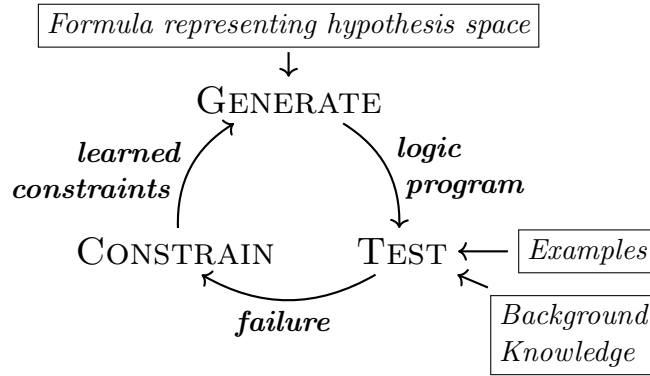 Formula representing hypothesis space
GENERATE
learned
constraints
logic
program
CONSTRAIN
TEST
Examples
failure
Background
Knowledge